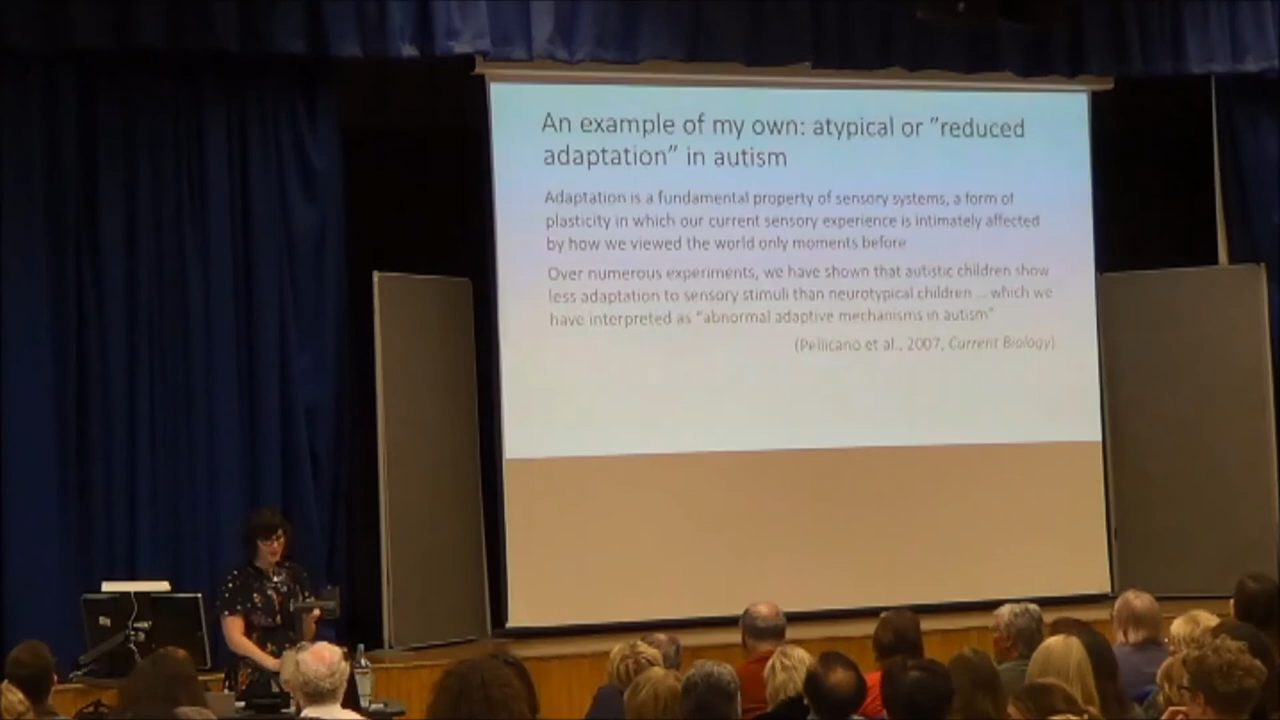 An example of my own: atypical or “reduced
adaptation” in autism
Adaptation is a fundamental property of sensory systems, a form of
plasticity in which our current sensory experience is intimately affected
by how we viewed the world only moments before
Over numerous experiments, we have shown that autistic children show
less adaptation to sensory stimuli than neurotypical children ... which we
have interpreted as “abnormal adaptive mechanisms in autism”
(Pellicano et al., 2007, Current Biology)